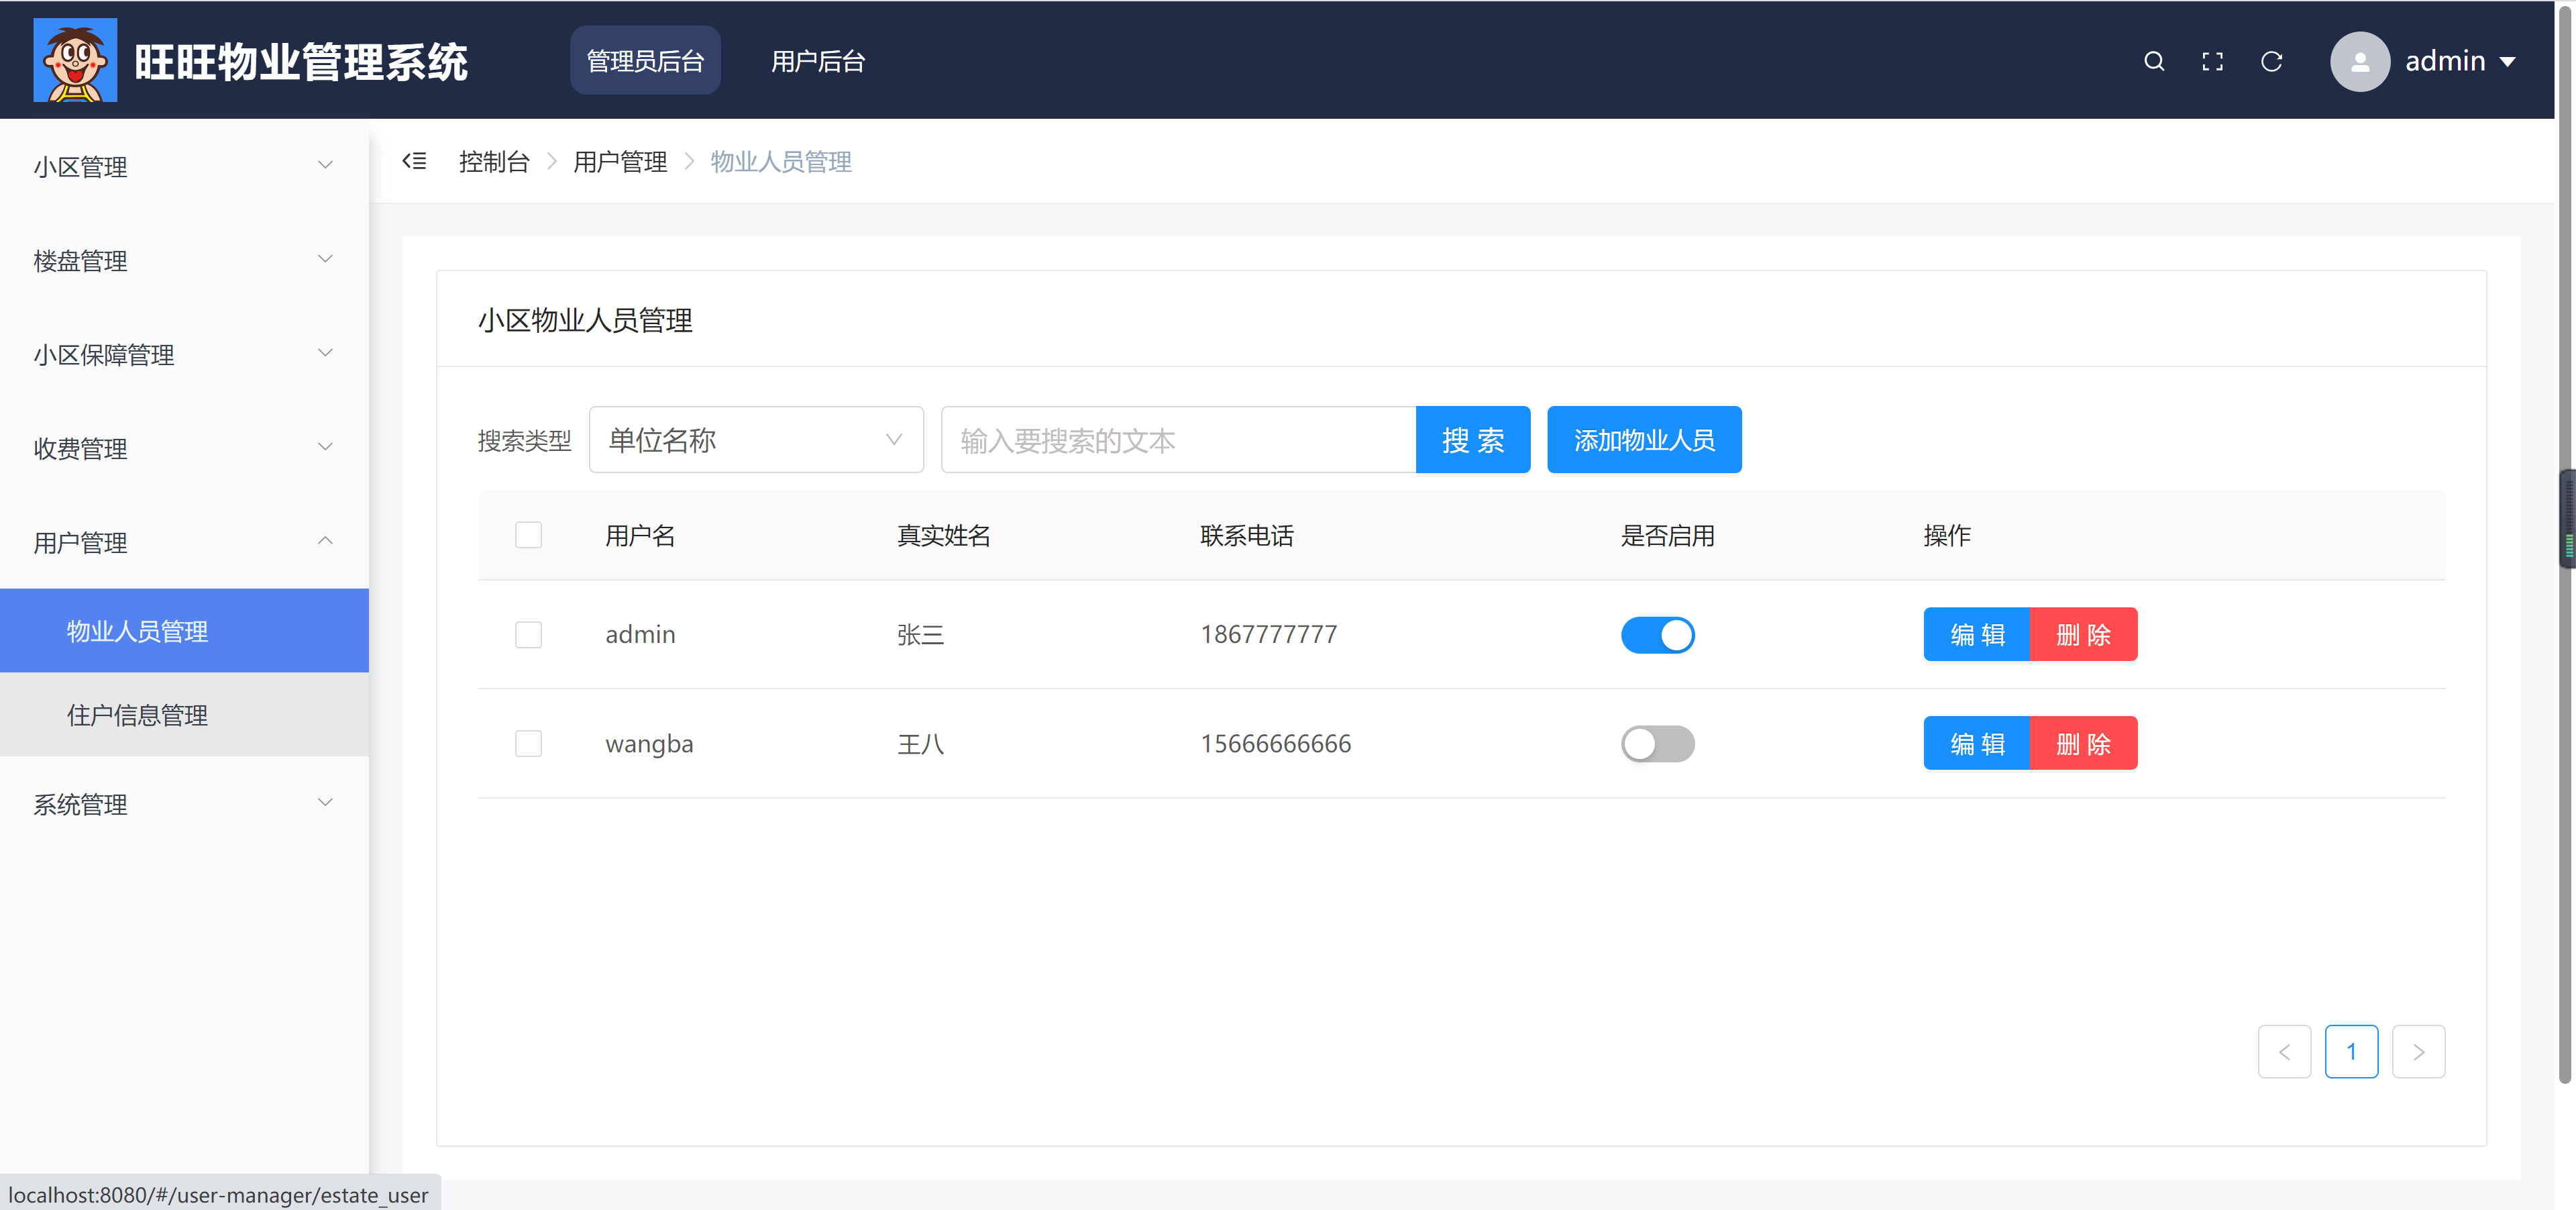 旺旺物业管理系统
管理员后台
用户后台
admin
小区管理
楼盘管理
小区保障管理
收费管理
用户管理
物业人员管理
住户信息管理
系统管理
控制台 > 用户管理 > 物业人员管理
小区物业人员管理
搜索类型 单位名称 输入要搜索的文本 搜 索 添加物业人员
用户名 真实姓名 联系电话 是否启用 操作
admin 张三 1867777777 编 辑 删 除
wangba 王八 15666666666 编 辑 删 除
< 1 >
localhost:8080/#/user-manager/estate_user